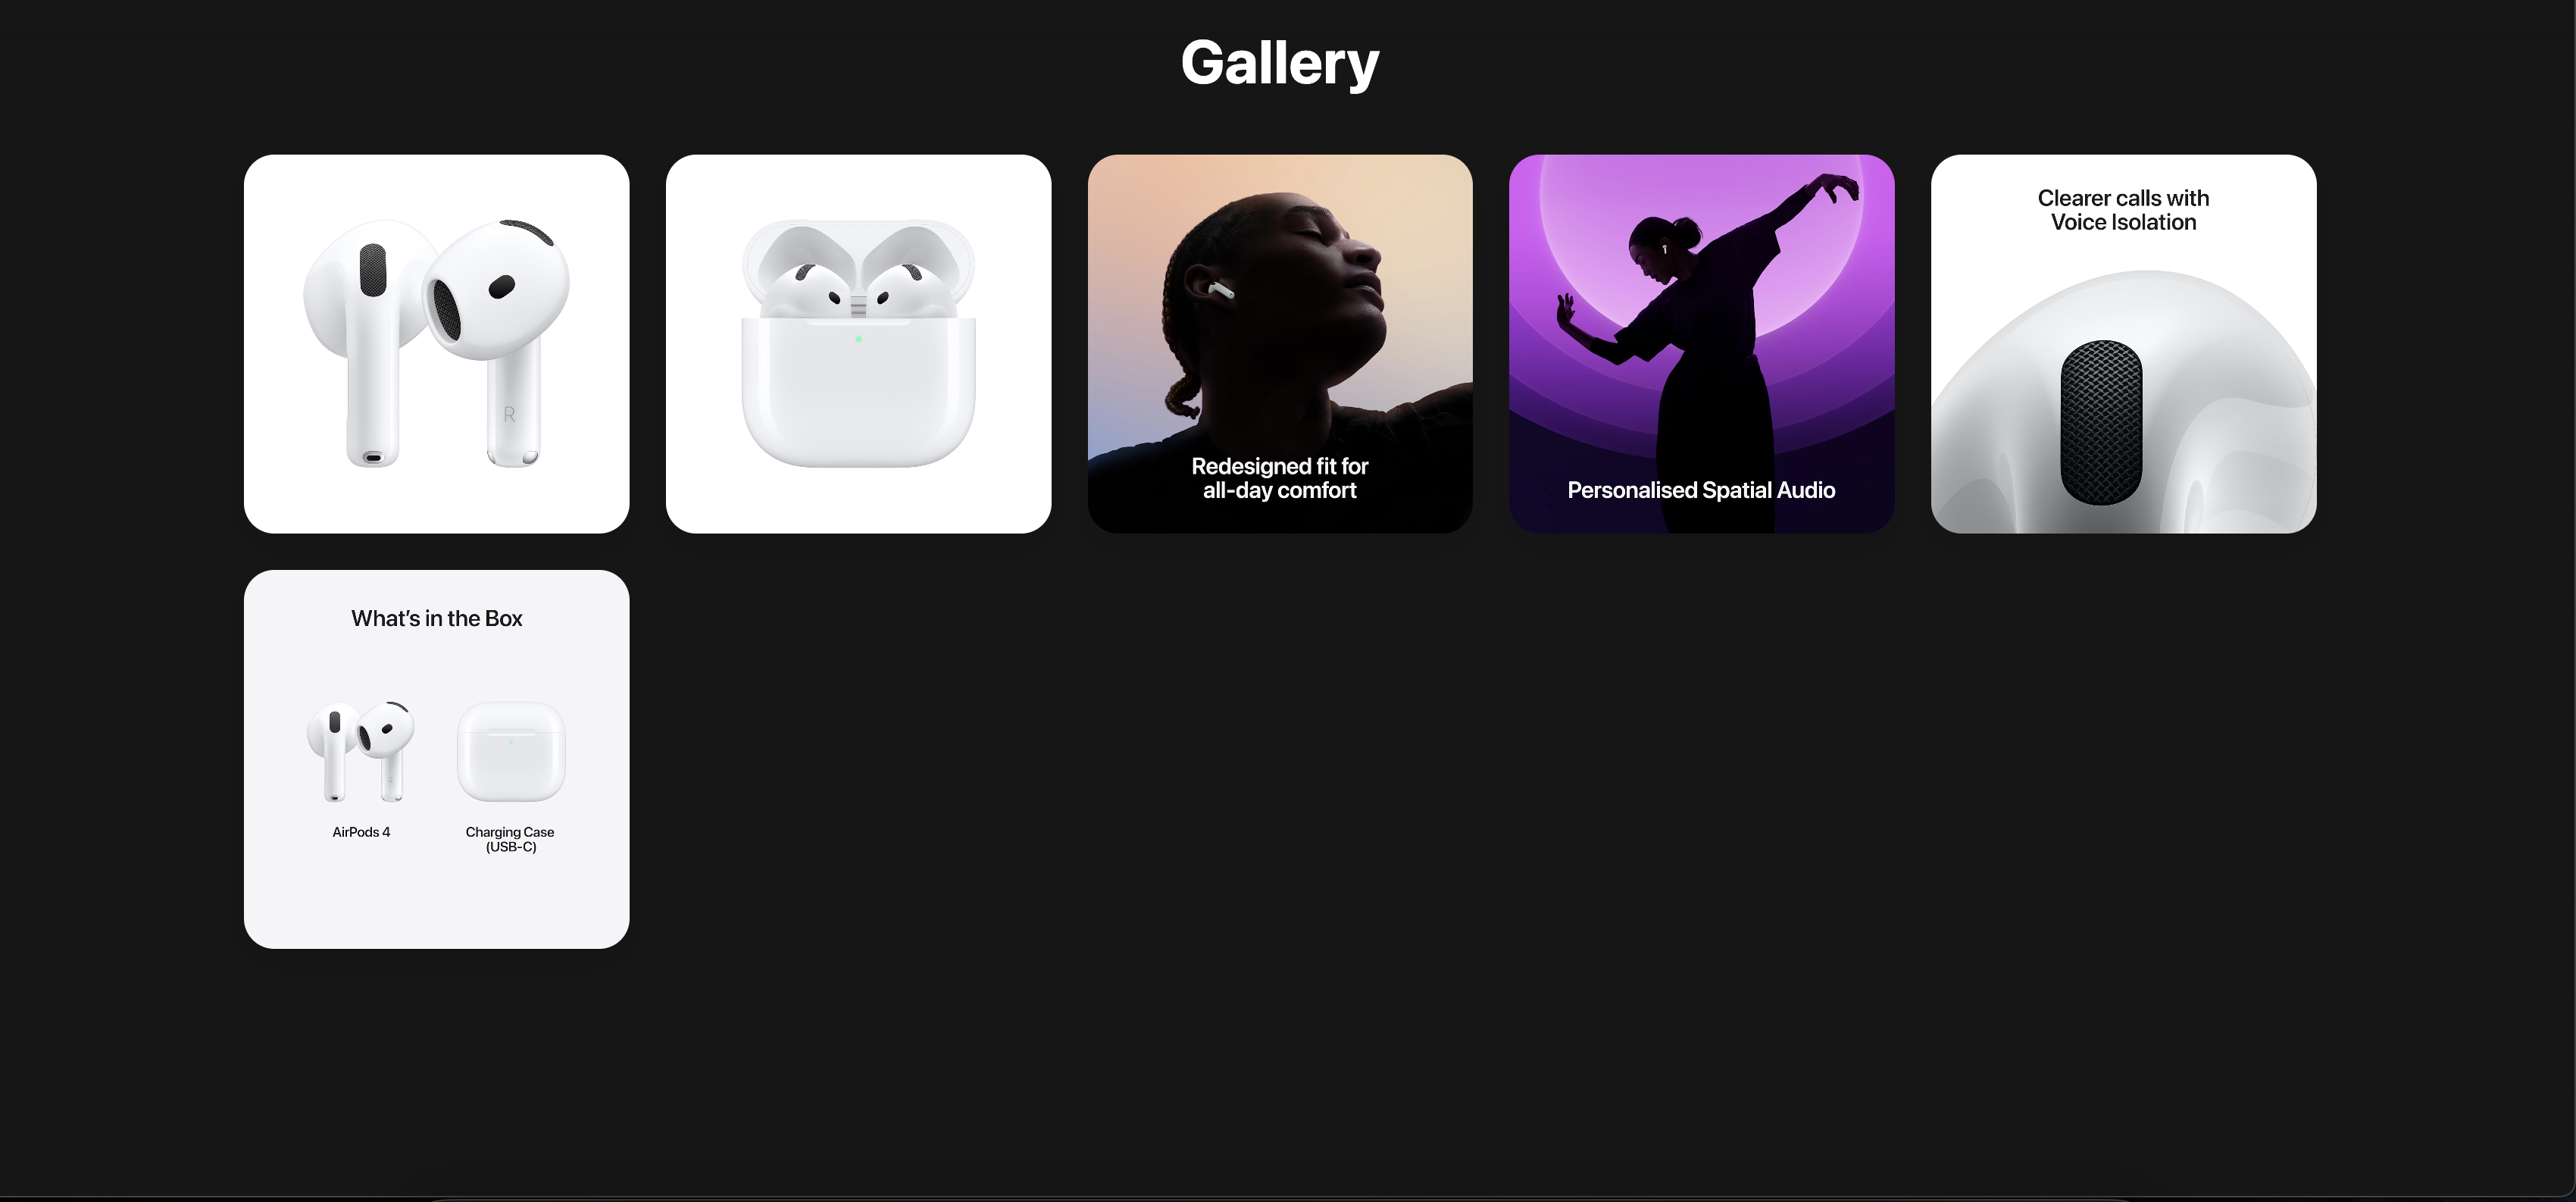 Gallery
R
Redesigned fit for
all-day comfort
Personalised Spatial Audio
Clearer calls with
Voice Isolation
What’s in the Box
AirPods 4
Charging Case
(USB-C)